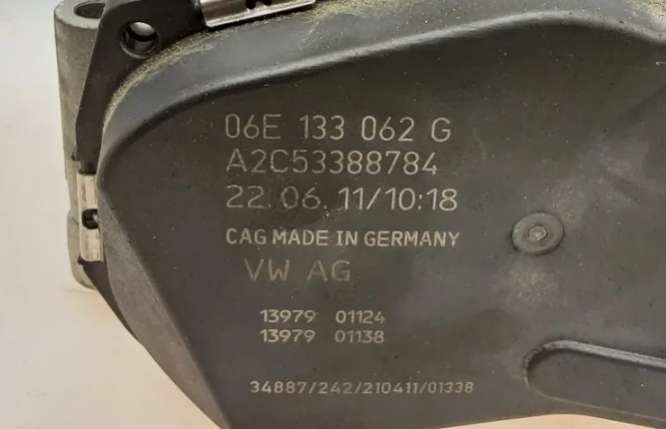 06E 133 062 G
A2C53388784
22.06.11/10:18
CAG MADE IN GERMANY
VW AG
13979 01124
13979 01138
34887/242/210411/01338